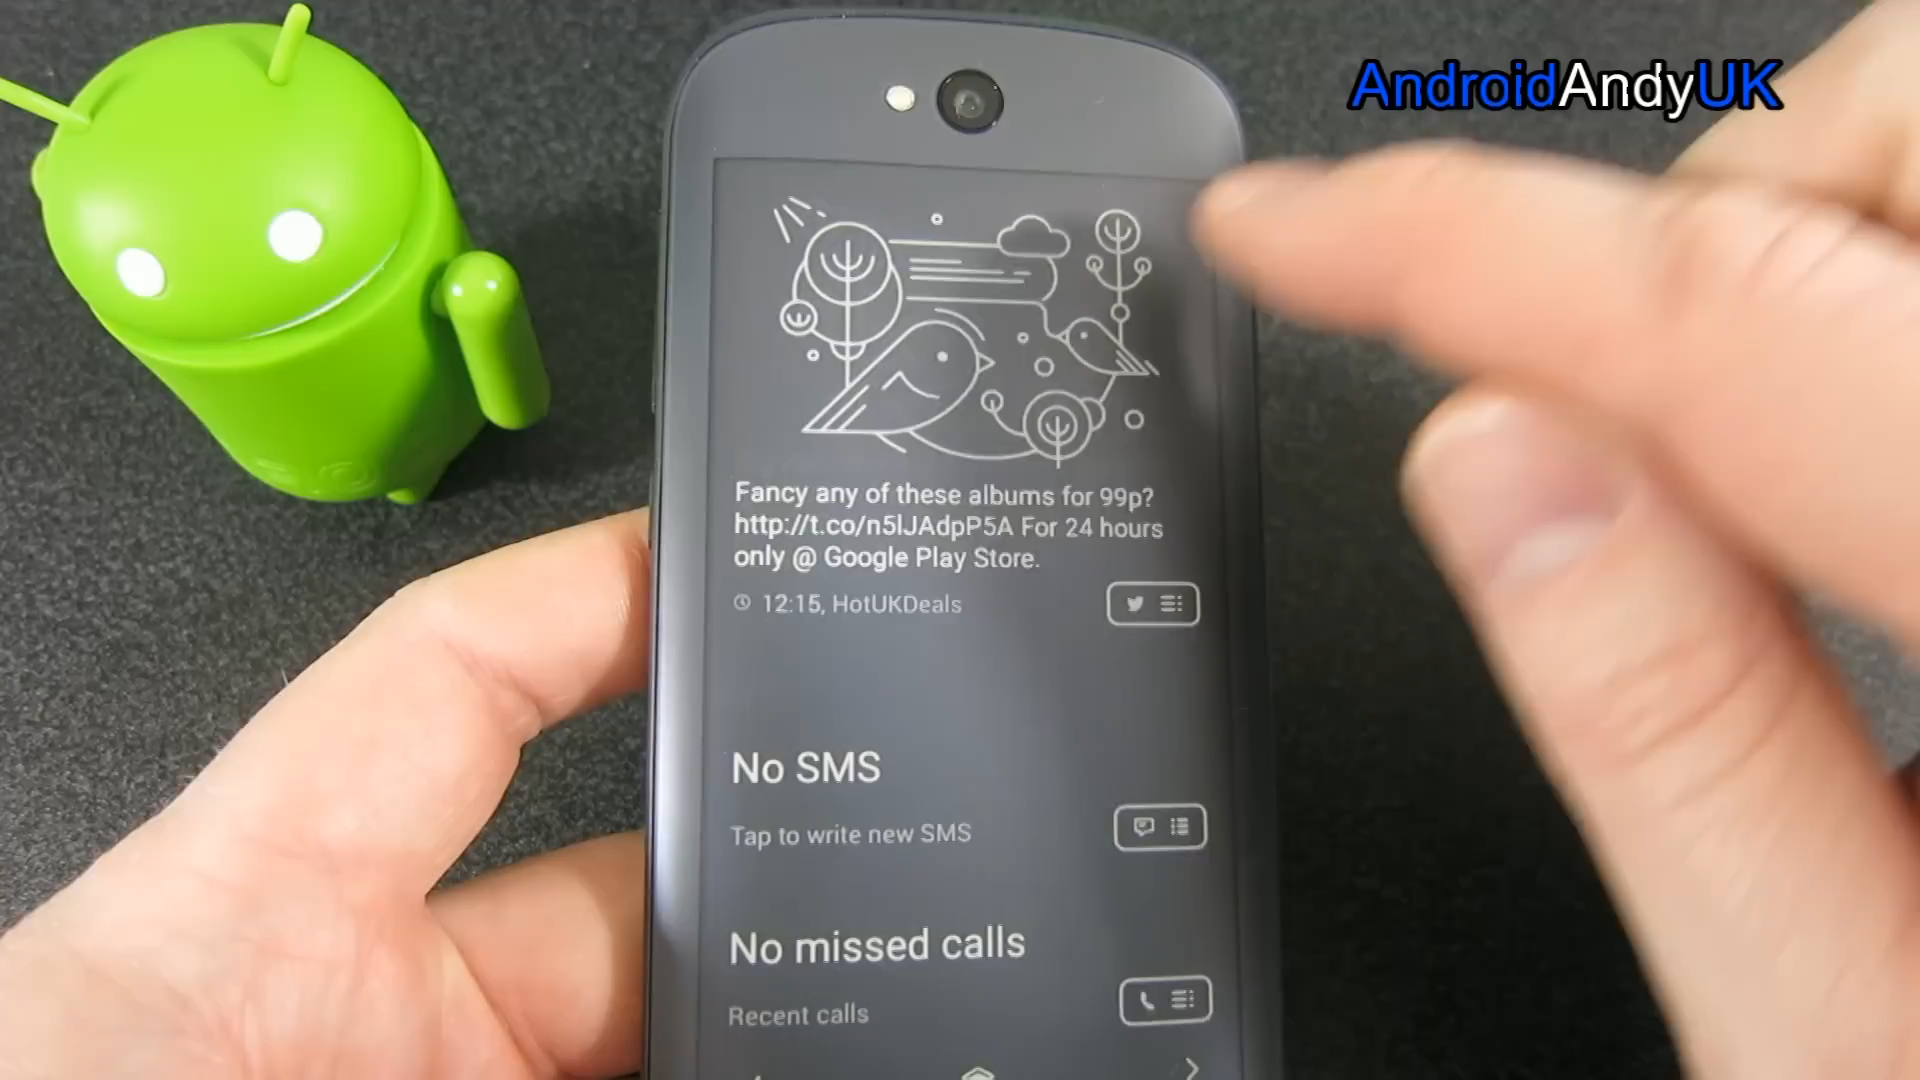 AndroidAndyUK
Fancy any of these albums for 99p?
http://t.co/n5lJAdpP5A For 24 hours
only @ Google Play Store.
12:15, HotUKDeals
No SMS
Tap to write new SMS
No missed calls
Recent calls